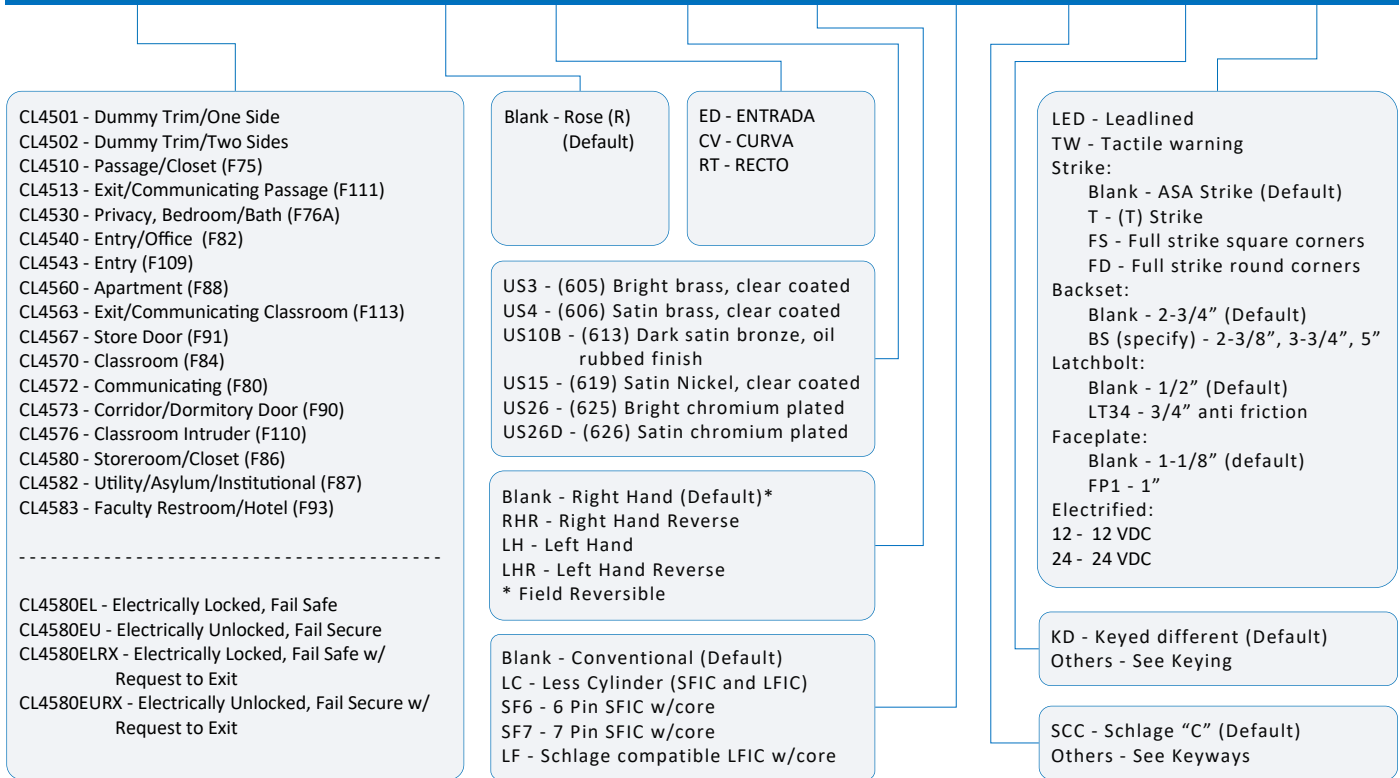 CL4501 - Dummy Trim/One Side
CL4502 - Dummy Trim/Two Sides
CL4510 - Passage/Closet (F75)
CL4513 - Exit/Communicating Passage (F111)
CL4530 - Privacy, Bedroom/Bath (F76A)
CL4540 - Entry/Office (F82)
CL4543 - Entry (F109)
CL4560 - Apartment (F88)
CL4563 - Exit/Communicating Classroom (F113)
CL4567 - Store Door (F91)
CL4570 - Classroom (F84)
CL4572 - Communicating (F80)
CL4573 - Corridor/Dormitory Door (F90)
CL4576 - Classroom Intruder (F110)
CL4580 - Storeroom/Closet (F86)
CL4582 - Utility/Asylum/Institutional (F87)
CL4583 - Faculty Restroom/Hotel (F93)
- - - - - - - - - - - - - - - - - - - - - - - - - - - - - - - - - - - - - - - -
CL4580EL - Electrically Locked, Fail Safe
CL4580EU - Electrically Unlocked, Fail Secure
CL4580ELRX - Electrically Locked, Fail Safe w/
Request to Exit
CL4580EURX - Electrically Unlocked, Fail Secure w/
Request to Exit
Blank - Rose (R)
(Default)
ED - ENTRADA
CV - CURVA
RT - RECTO
US3 - (605) Bright brass, clear coated
US4 - (606) Satin brass, clear coated
US10B - (613) Dark satin bronze, oil
rubbed finish
US15 - (619) Satin Nickel, clear coated
US26 - (625) Bright chromium plated
US26D - (626) Satin chromium plated
Blank - Right Hand (Default)*
RHR - Right Hand Reverse
LH - Left Hand
LHR - Left Hand Reverse
* Field Reversible
Blank - Conventional (Default)
LC - Less Cylinder (SFIC and LFIC)
SF6 - 6 Pin SFIC w/core
SF7 - 7 Pin SFIC w/core
LF - Schlage compatible LFIC w/core
LED - Leadlined
TW - Tactile warning
Strike:
Blank - ASA Strike (Default)
T - (T) Strike
FS - Full strike square corners
FD - Full strike round corners
Backset:
Blank - 2-3/4” (Default)
BS (specify) - 2-3/8”, 3-3/4”, 5”
Latchbolt:
Blank - 1/2” (Default)
LT34 - 3/4” anti friction
Faceplate:
Blank - 1-1/8” (default)
FP1 - 1”
Electrified:
12 - 12 VDC
24 - 24 VDC
KD - Keyed different (Default)
Others - See Keying
SCC - Schlage “C” (Default)
Others - See Keyways